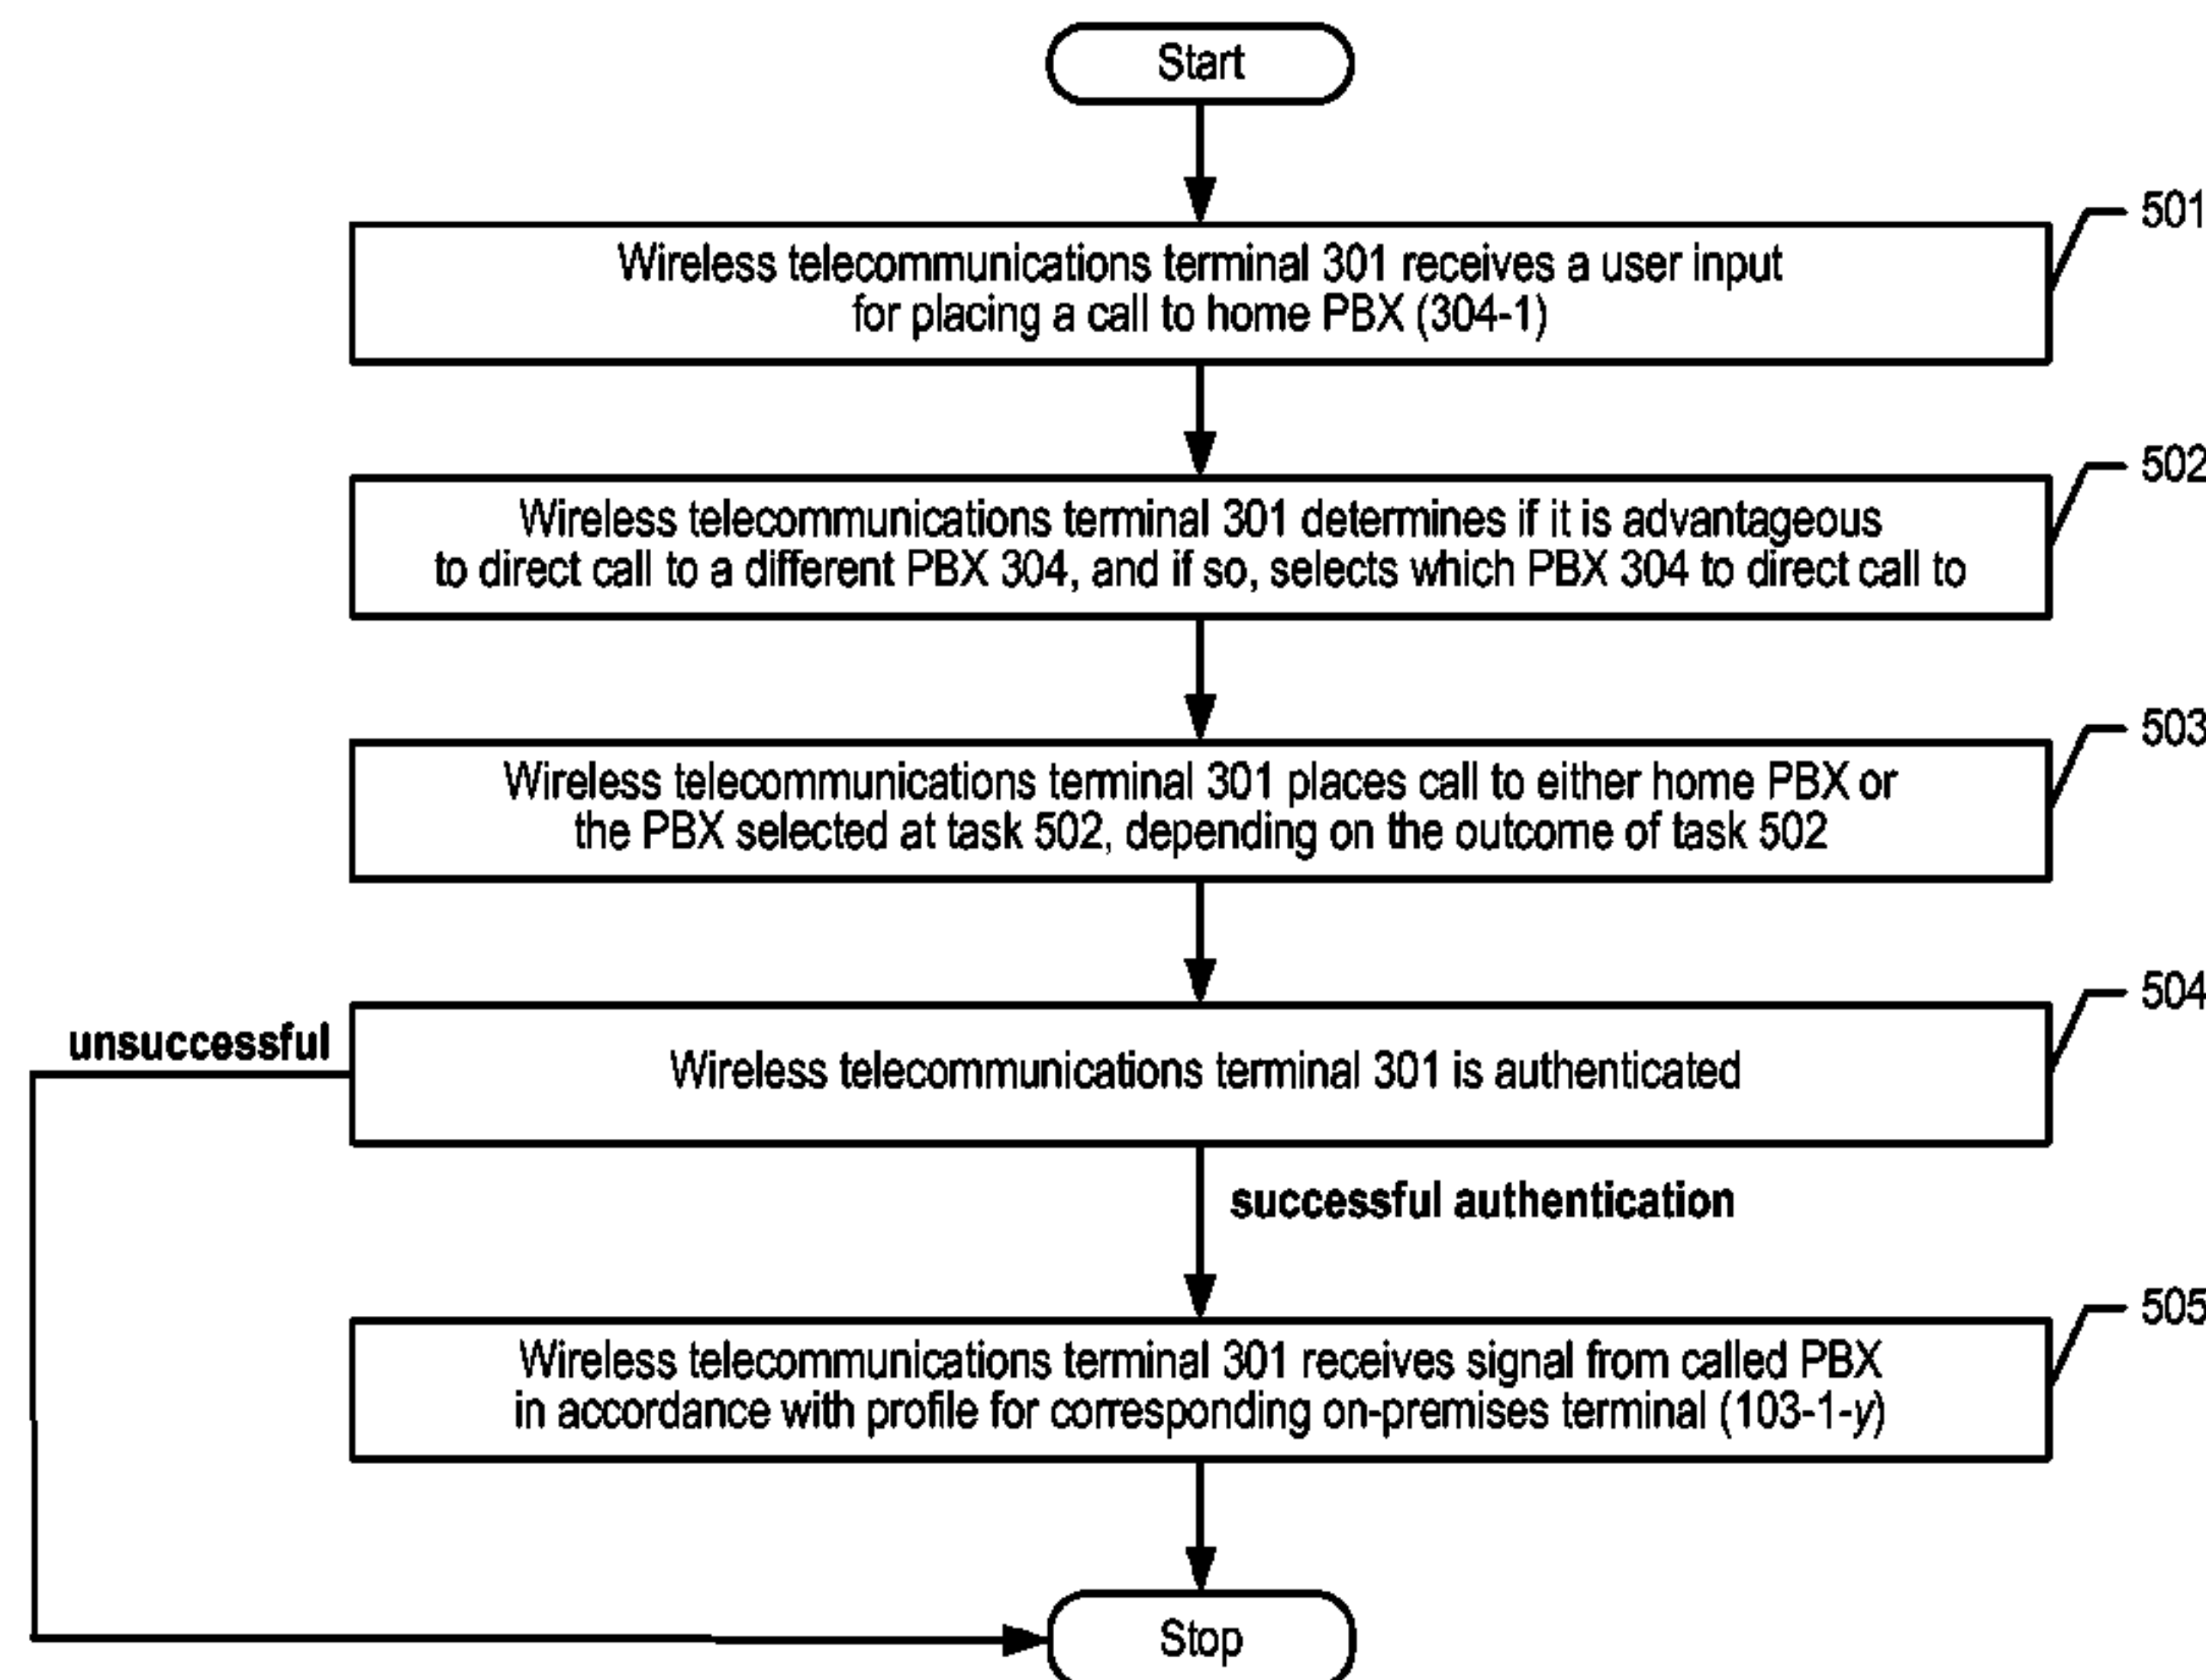 Start
501
Wireless telecommunications terminal 301 receives a user input
for placing a call to home PBX (304-1)
502
Wireless telecommunications terminal 301 determines if it is advantageous
to direct call to a different PBX 304, and if so, selects which PBX 304 to direct call to
503
Wireless telecommunications terminal 301 places call to either home PBX or
the PBX selected at task 502, depending on the outcome of task 502
504
unsuccessful
Wireless telecommunications terminal 301 is authenticated
successful authentication
505
Wireless telecommunications terminal 301 receives signal from called PBX
in accordance with profile for corresponding on-premises terminal (103-1-y)
Stop